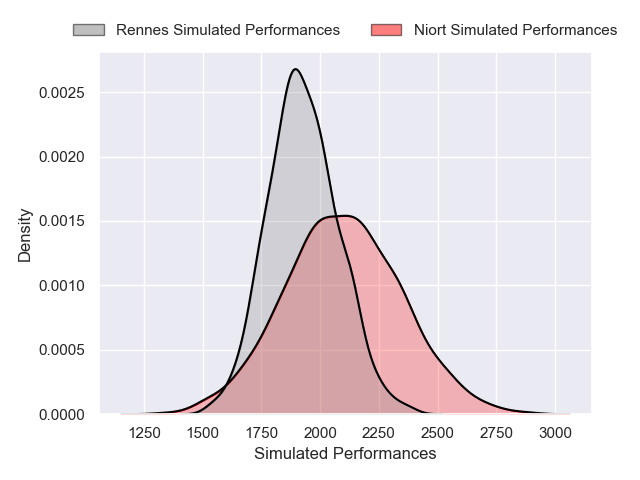 Rennes Simulated Performances Niort Simulated Performances
0.0025
0.0020
0.0015
0.0010
0.0005
0.0000
Density
1250 1500 1750 2000 2250 2500 2750 3000
Simulated Performances